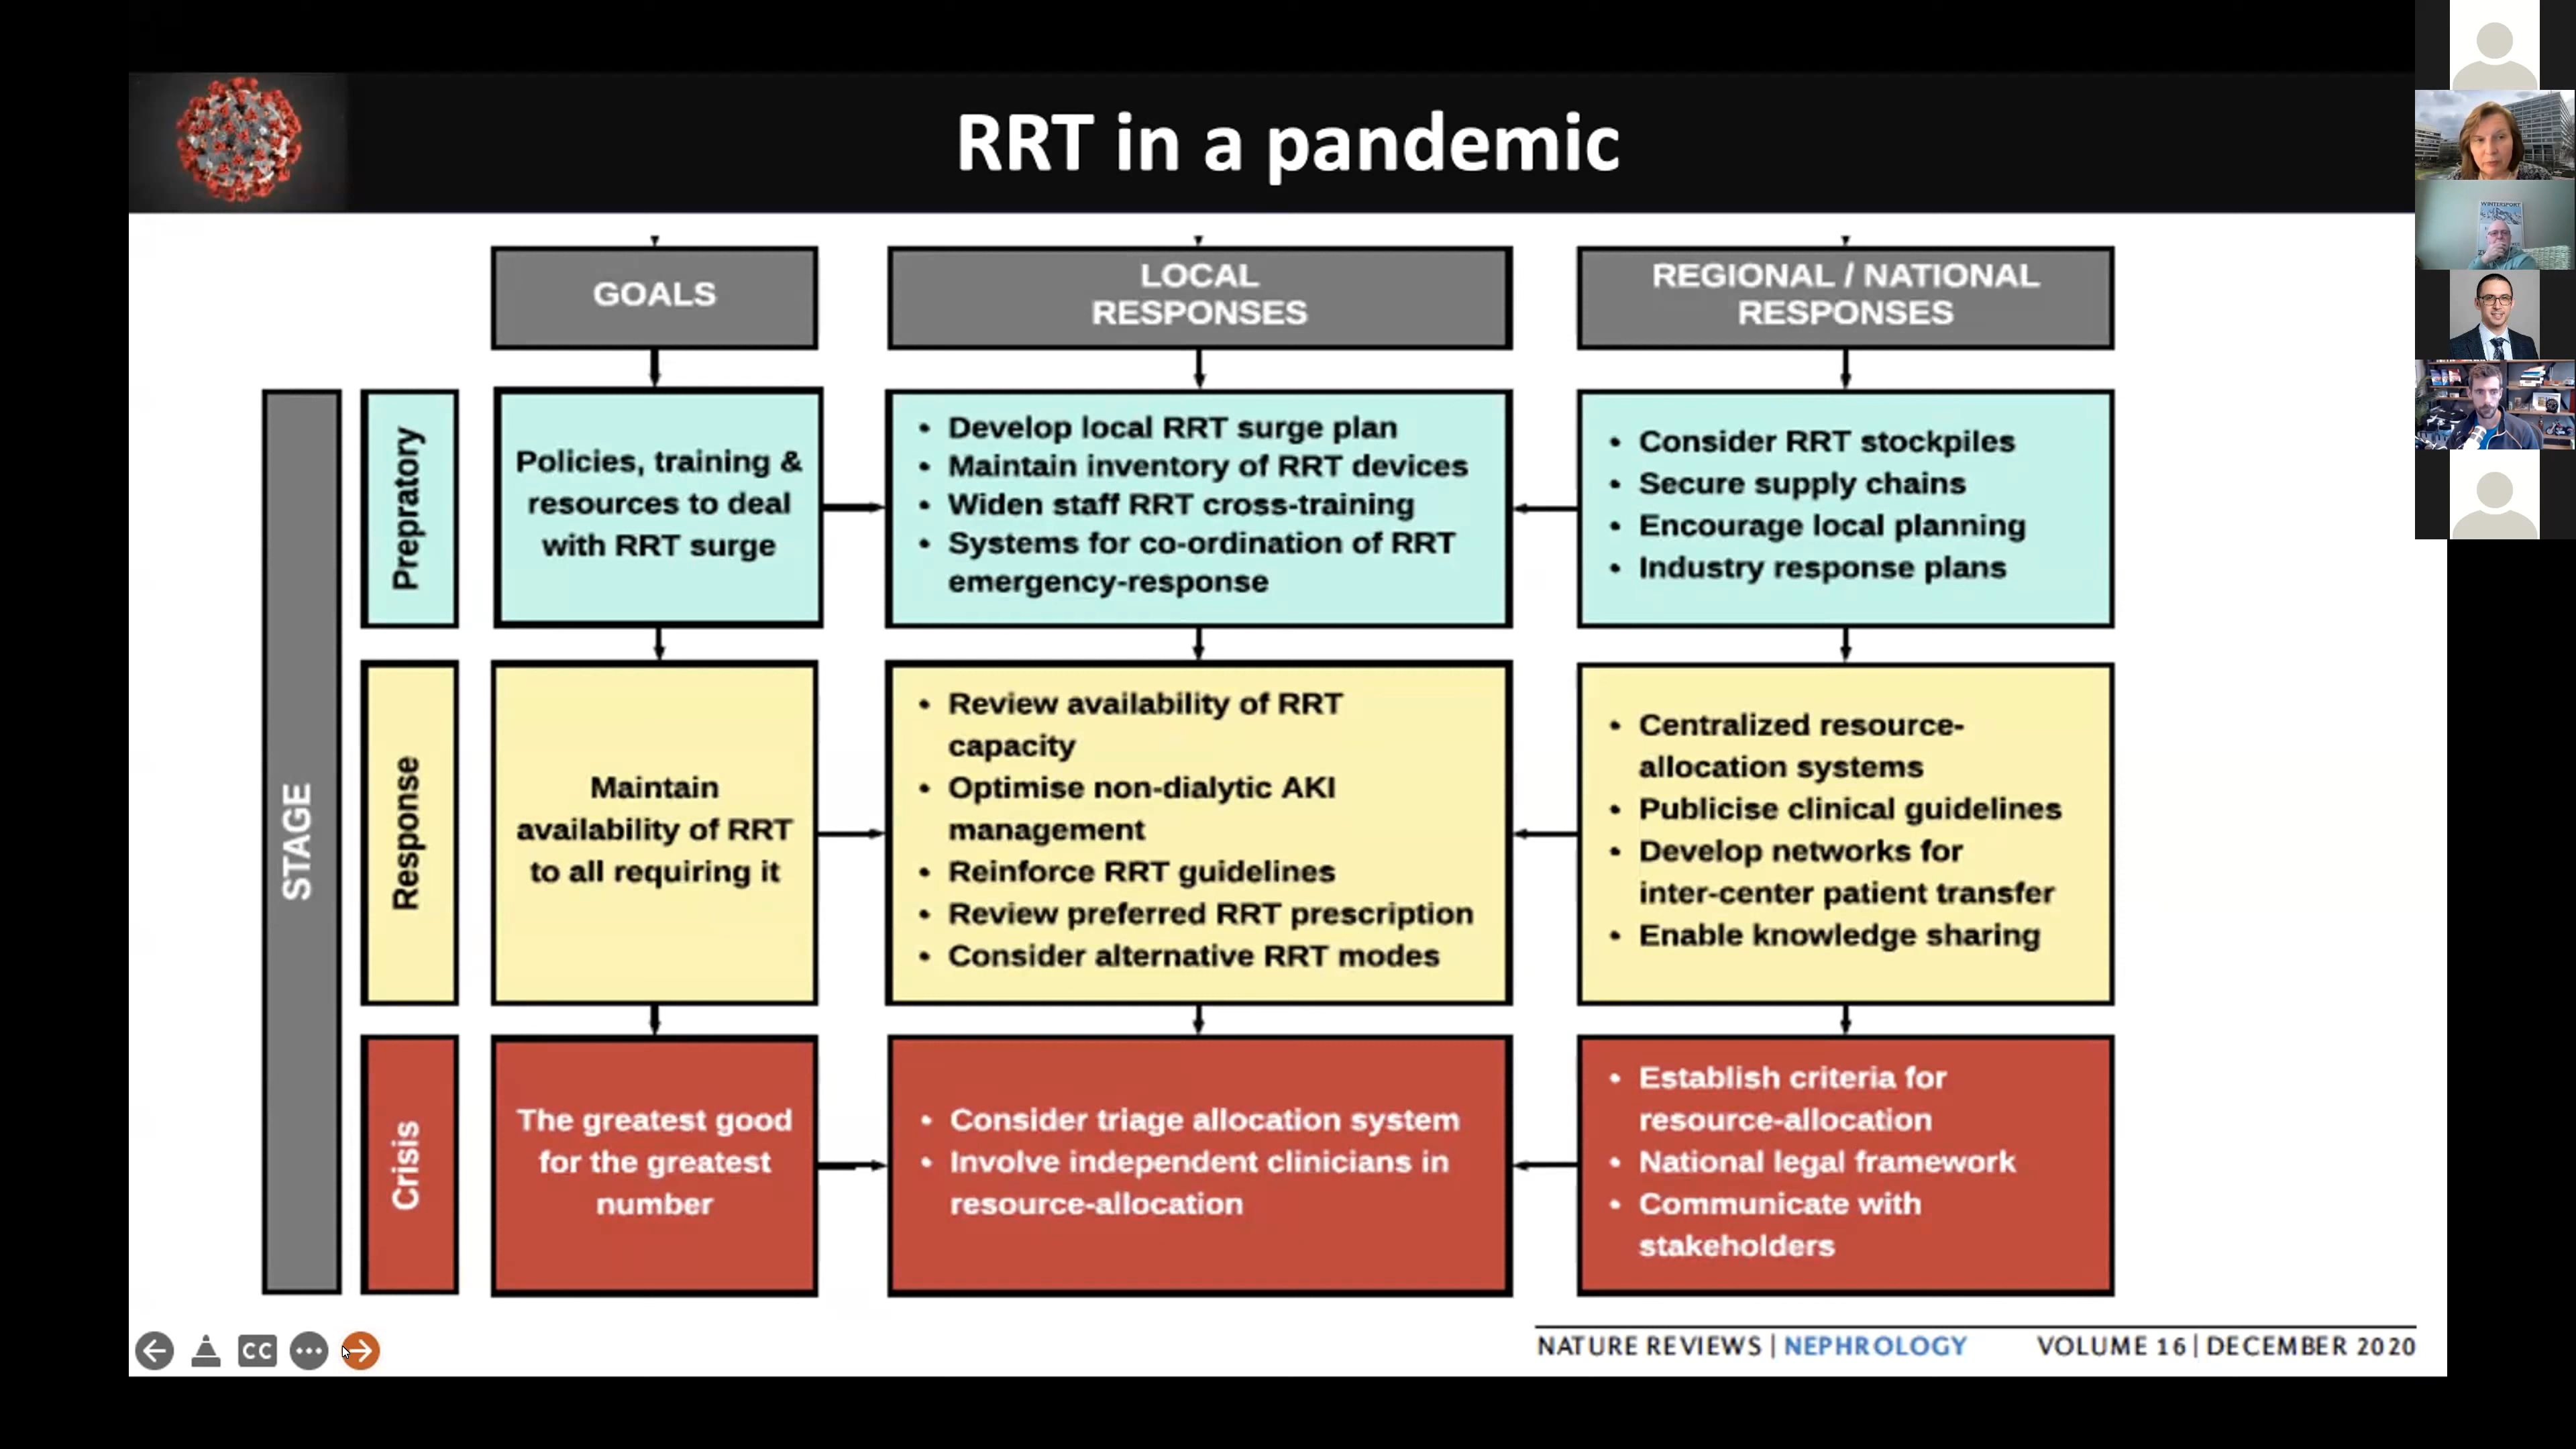 RRT in a pandemic
GOALS
LOCAL
RESPONSES
REGIONAL / NATIONAL
RESPONSES
STAGE
Prepratory
Policies, training &
resources to deal
with RRT surge
• Develop local RRT surge plan
• Maintain inventory of RRT devices
• Widen staff RRT cross-training
• Systems for co-ordination of RRT
emergency-response
• Consider RRT stockpiles
• Secure supply chains
• Encourage local planning
• Industry response plans
Response
Maintain
availability of RRT
to all requiring it
• Review availability of RRT
capacity
• Optimise non-dialytic AKI
management
• Reinforce RRT guidelines
• Review preferred RRT prescription
• Consider alternative RRT modes
• Centralized resource-
allocation systems
• Publicise clinical guidelines
• Develop networks for
inter-center patient transfer
• Enable knowledge sharing
Crisis
The greatest good
for the greatest
number
• Consider triage allocation system
• Involve independent clinicians in
resource-allocation
• Establish criteria for
resource-allocation
• National legal framework
• Communicate with
stakeholders
CC
NATURE REVIEWS | NEPHROLOGY VOLUME 16 | DECEMBER 2020
WINTERSPORT